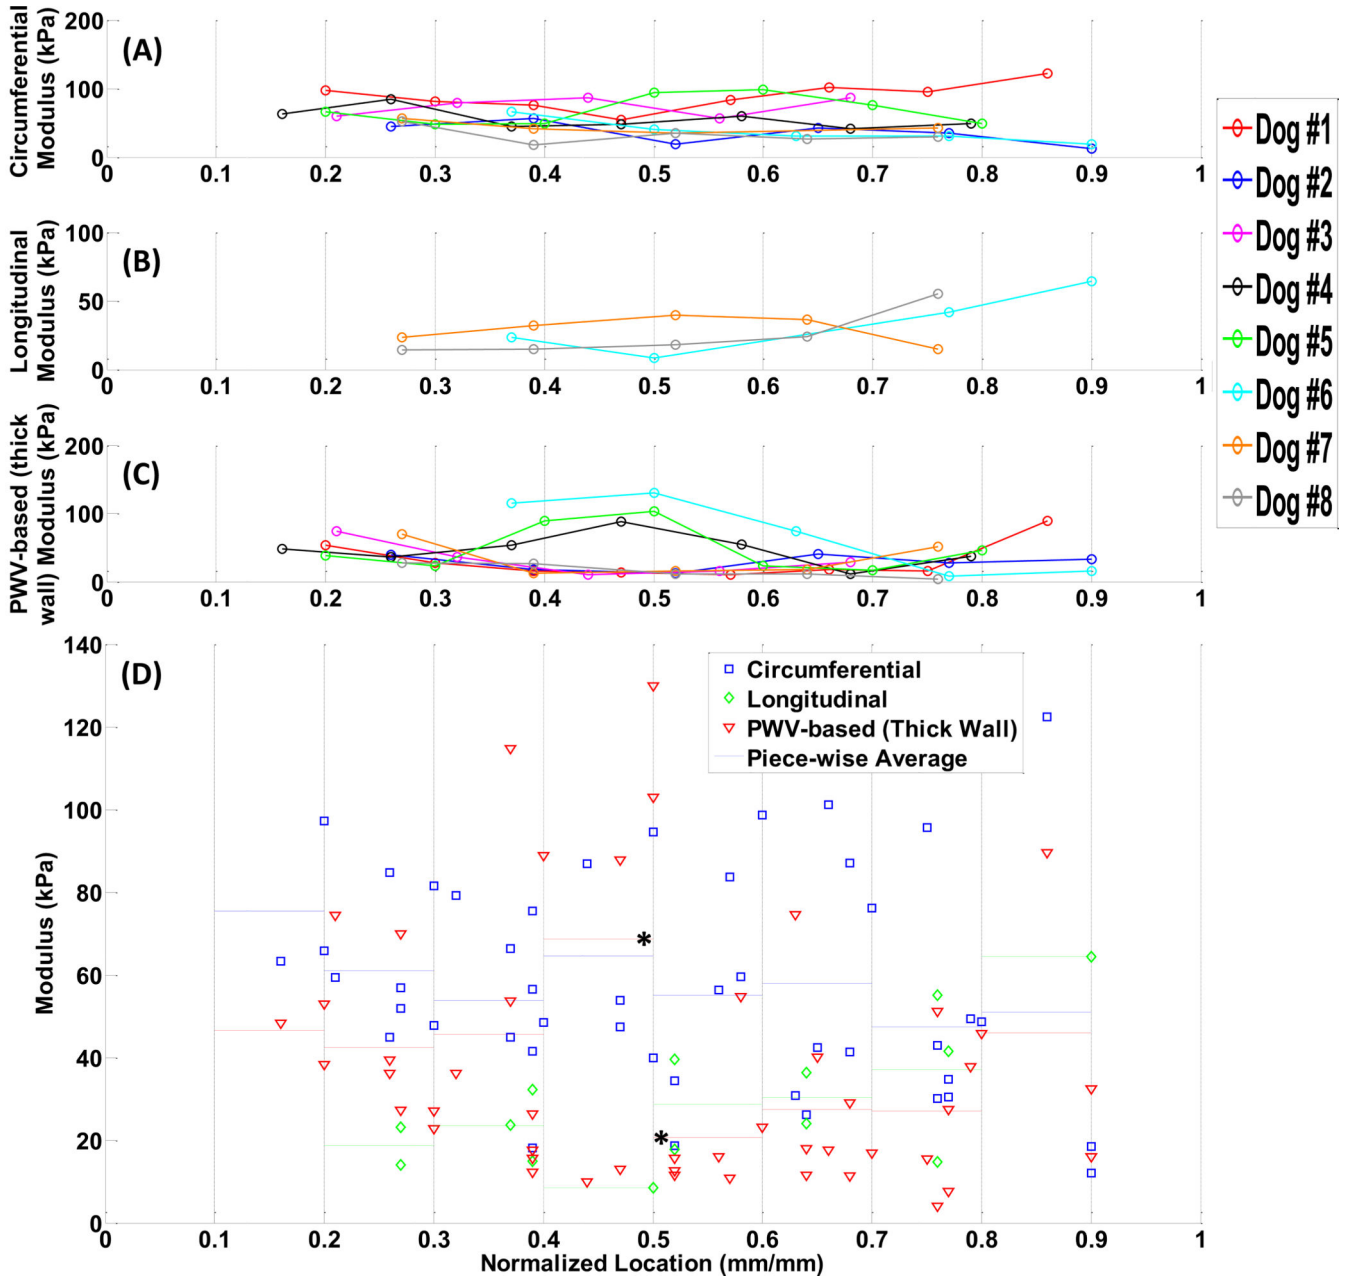 (A)
Circumferential
Modulus (kPa)
200
100
0
0 0.1 0.2 0.3 0.4 0.5 0.6 0.7 0.8 0.9 1
(B)
Longitudinal
Modulus (kPa)
100
50
0
0 0.1 0.2 0.3 0.4 0.5 0.6 0.7 0.8 0.9 1
(C)
PWV-based (thick
wall) Modulus (kPa)
200
100
0
0 0.1 0.2 0.3 0.4 0.5 0.6 0.7 0.8 0.9 1
Dog #1
Dog #2
Dog #3
Dog #4
Dog #5
Dog #6
Dog #7
Dog #8
(D)
Modulus (kPa)
140
120
100
80
60
40
20
0
Circumferential
Longitudinal
PWV-based (Thick Wall)
Piece-wise Average
*
*
0 0.1 0.2 0.3 0.4 0.5 0.6 0.7 0.8 0.9 1
Normalized Location (mm/mm)